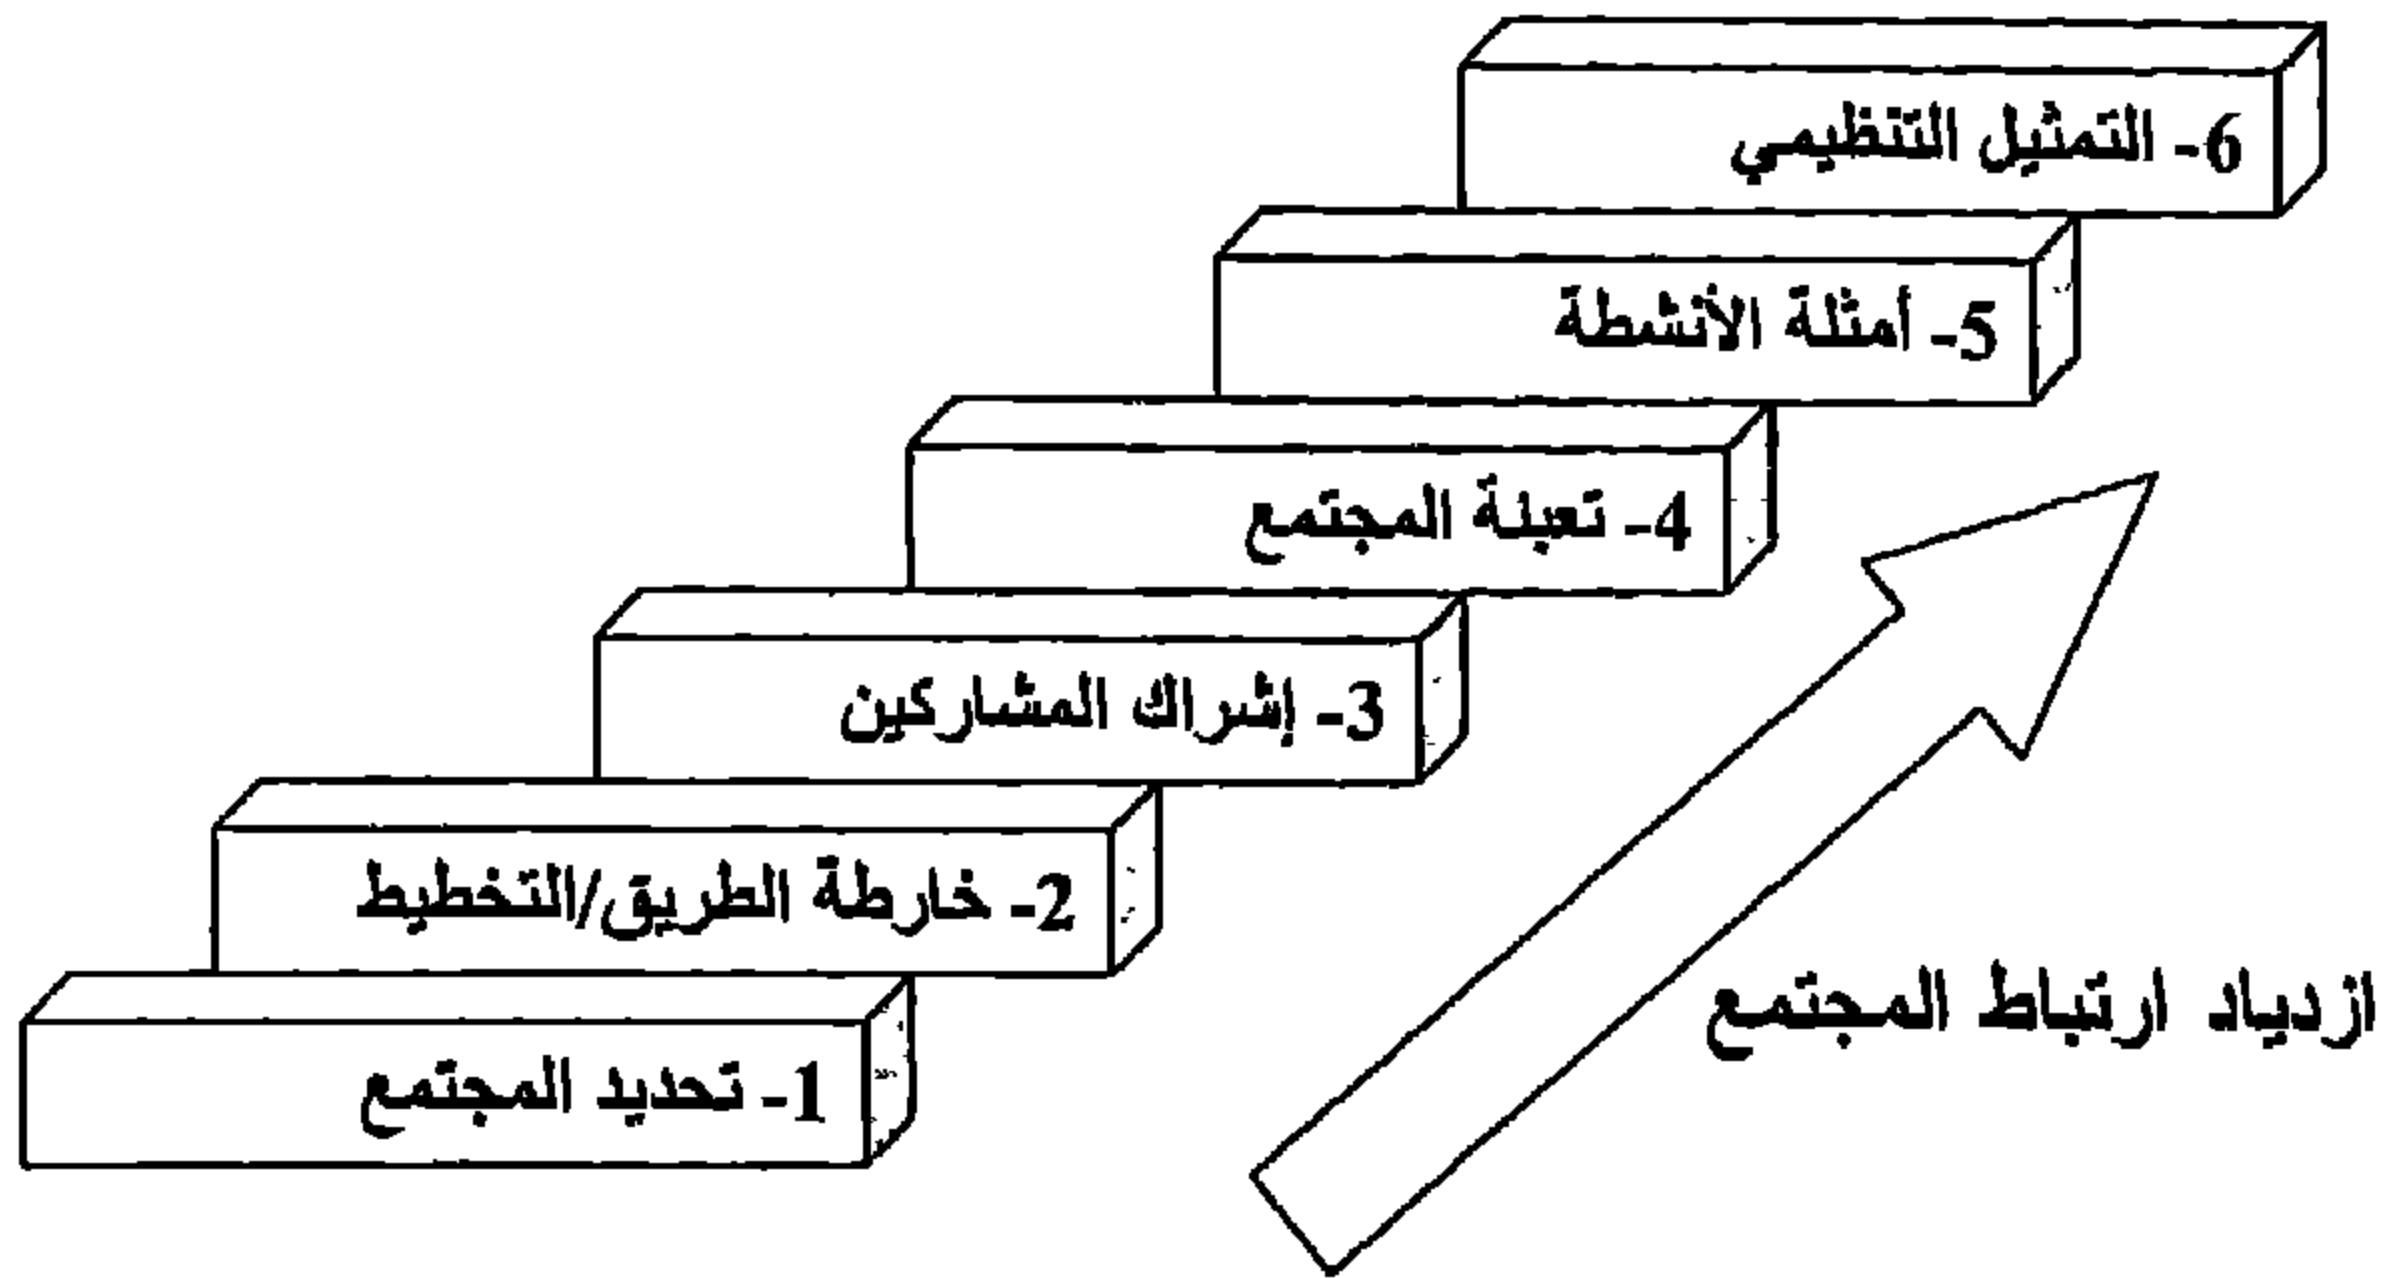 6- التمثيل التنظيمي
5- أمثلة الأنشطة
4- تعبئة المجتمع
3- إشراك المشاركين
2- خارطة الطريق/التخطيط
1- تحديد المجتمع
ازدياد ارتباط المجتمع